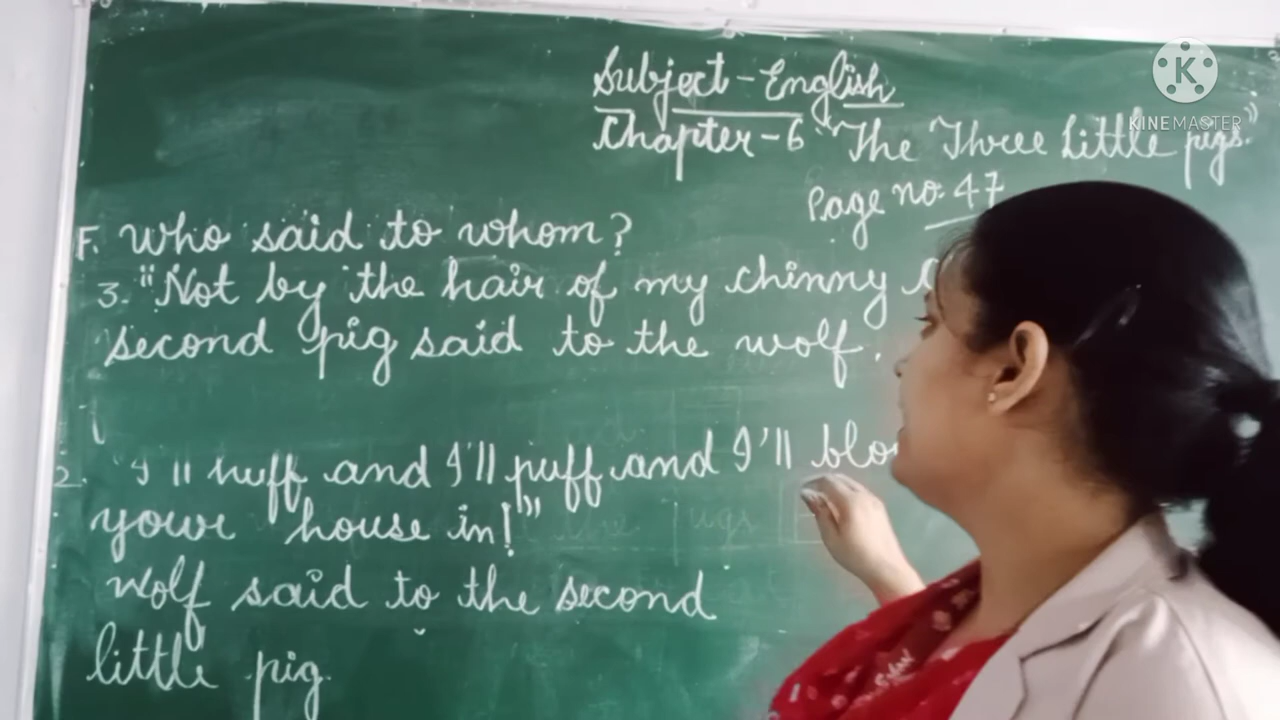 Subject - English
Chapter - 6 "The Three Little pigs."
Page no. 47
F. Who said to whom?
3. "Not by the hair of my chinny
second pig said to the wolf.
2. "I'll huff and I'll puff and I'll
your house in!"
Wolf said to the second
little pig.
KINEMASTER